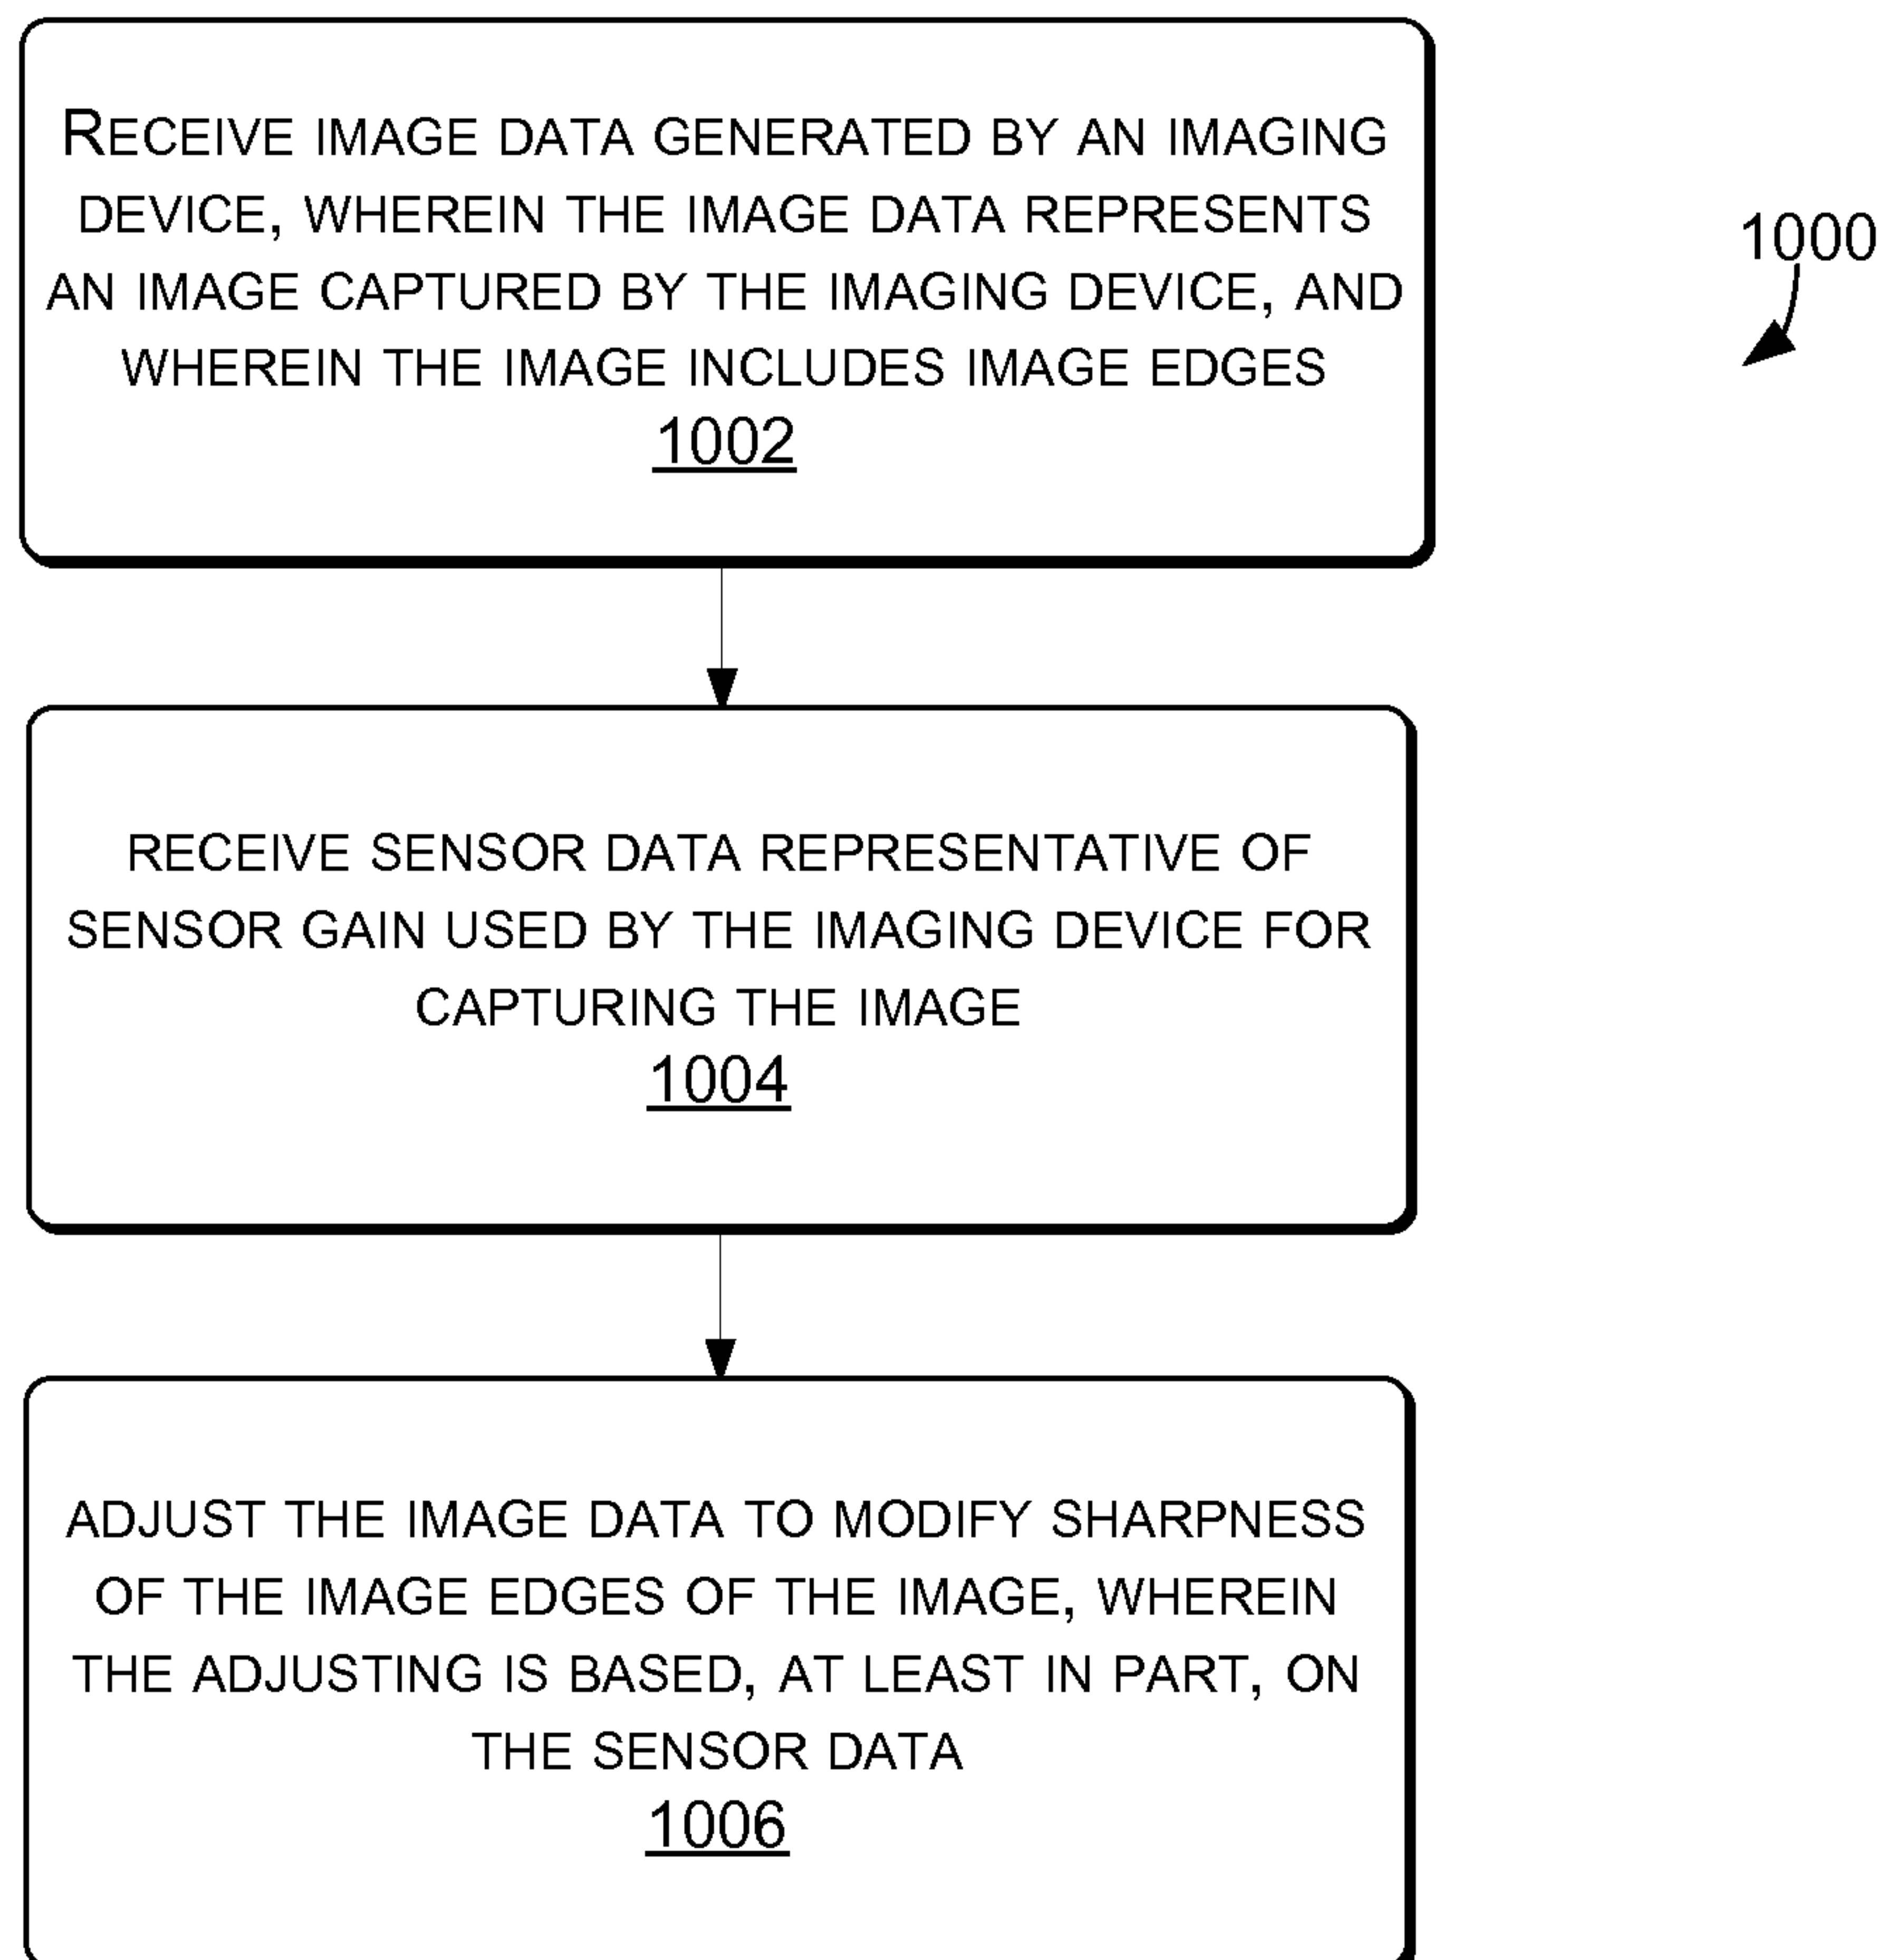 RECEIVE IMAGE DATA GENERATED BY AN IMAGING
DEVICE, WHEREIN THE IMAGE DATA REPRESENTS
AN IMAGE CAPTURED BY THE IMAGING DEVICE, AND
WHEREIN THE IMAGE INCLUDES IMAGE EDGES
1002
1000
RECEIVE SENSOR DATA REPRESENTATIVE OF
SENSOR GAIN USED BY THE IMAGING DEVICE FOR
CAPTURING THE IMAGE
1004
ADJUST THE IMAGE DATA TO MODIFY SHARPNESS
OF THE IMAGE EDGES OF THE IMAGE, WHEREIN
THE ADJUSTING IS BASED, AT LEAST IN PART, ON
THE SENSOR DATA
1006